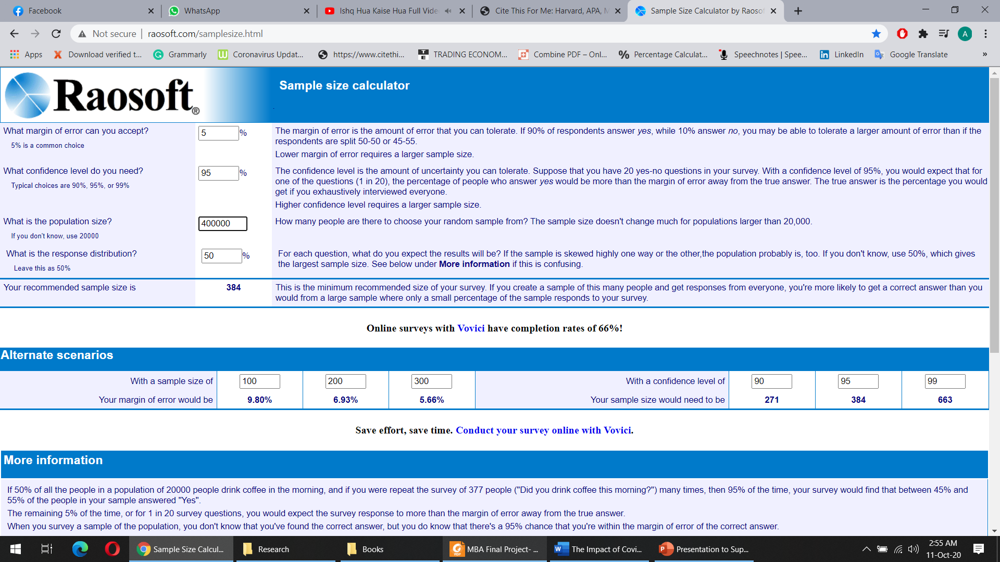 Facebook
WhatsApp
Ishq Hua Kaise Hua Full Vide
Cite This For Me: Harvard, APA, M
Sample Size Calculator by Raosof
Not secure | raosoft.com/samplesize.html
A
Apps
Download verified t...
Grammarly
Coronavirus Updat...
https://www.citethi...
TRADING ECONOM...
Combine PDF – Onl...
Percentage Calculat...
Speechnotes | Spee...
LinkedIn
Google Translate
»
Raosoft®
Sample size calculator
.
What margin of error can you accept?
5% is a common choice
5 %
The margin of error is the amount of error that you can tolerate. If 90% of respondents answer yes, while 10% answer no, you may be able to tolerate a larger amount of error than if the
respondents are split 50-50 or 45-55.
Lower margin of error requires a larger sample size.
What confidence level do you need?
Typical choices are 90%, 95%, or 99%
95 %
The confidence level is the amount of uncertainty you can tolerate. Suppose that you have 20 yes-no questions in your survey. With a confidence level of 95%, you would expect that for
one of the questions (1 in 20), the percentage of people who answer yes would be more than the margin of error away from the true answer. The true answer is the percentage you would
get if you exhaustively interviewed everyone.
Higher confidence level requires a larger sample size.
What is the population size?
If you don't know, use 20000
400000
How many people are there to choose your random sample from? The sample size doesn't change much for populations larger than 20,000.
What is the response distribution?
Leave this as 50%
50 %
For each question, what do you expect the results will be? If the sample is skewed highly one way or the other,the population probably is, too. If you don't know, use 50%, which gives
the largest sample size. See below under More information if this is confusing.
Your recommended sample size is
384
This is the minimum recommended size of your survey. If you create a sample of this many people and get responses from everyone, you're more likely to get a correct answer than you
would from a large sample where only a small percentage of the sample responds to your survey.
Online surveys with Vovici have completion rates of 66%!
Alternate scenarios
With a sample size of 100 200 300
Your margin of error would be 9.80% 6.93% 5.66%
With a confidence level of 90 95 99
Your sample size would need to be 271 384 663
Save effort, save time. Conduct your survey online with Vovici.
More information
If 50% of all the people in a population of 20000 people drink coffee in the morning, and if you were repeat the survey of 377 people ("Did you drink coffee this morning?") many times, then 95% of the time, your survey would find that between 45% and
55% of the people in your sample answered "Yes".
The remaining 5% of the time, or for 1 in 20 survey questions, you would expect the survey response to more than the margin of error away from the true answer.
When you survey a sample of the population, you don't know that you've found the correct answer, but you do know that there's a 95% chance that you're within the margin of error of the correct answer.
Sample Size Calcul...
Research
Books
MBA Final Project- ...
The Impact of Covi...
Presentation to Sup...
2:55 AM
11-Oct-20